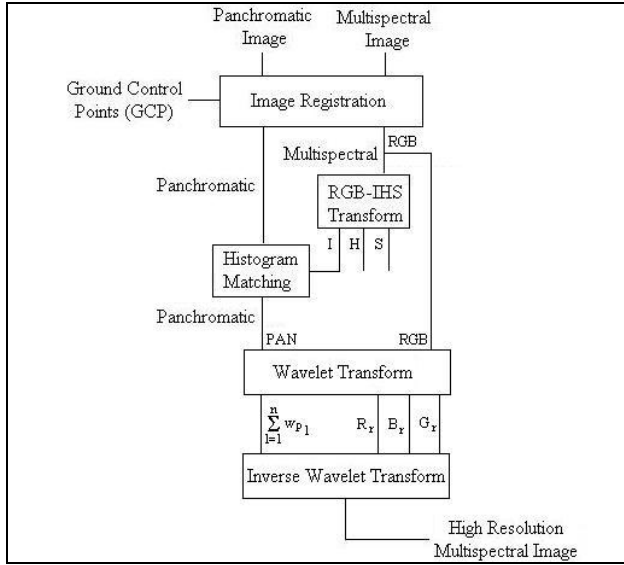 Panchromatic
Image
Multispectral
Image
Ground Control
Points (GCP)
Image Registration
RGB
Multispectral
Panchromatic
RGB-IHS
Transform
I H S
Histogram
Matching
Panchromatic
PAN
RGB
Wavelet Transform
n
∑ wp₁
l=1
Rᵣ Bᵣ Gᵣ
Inverse Wavelet Transform
High Resolution
Multispectral Image